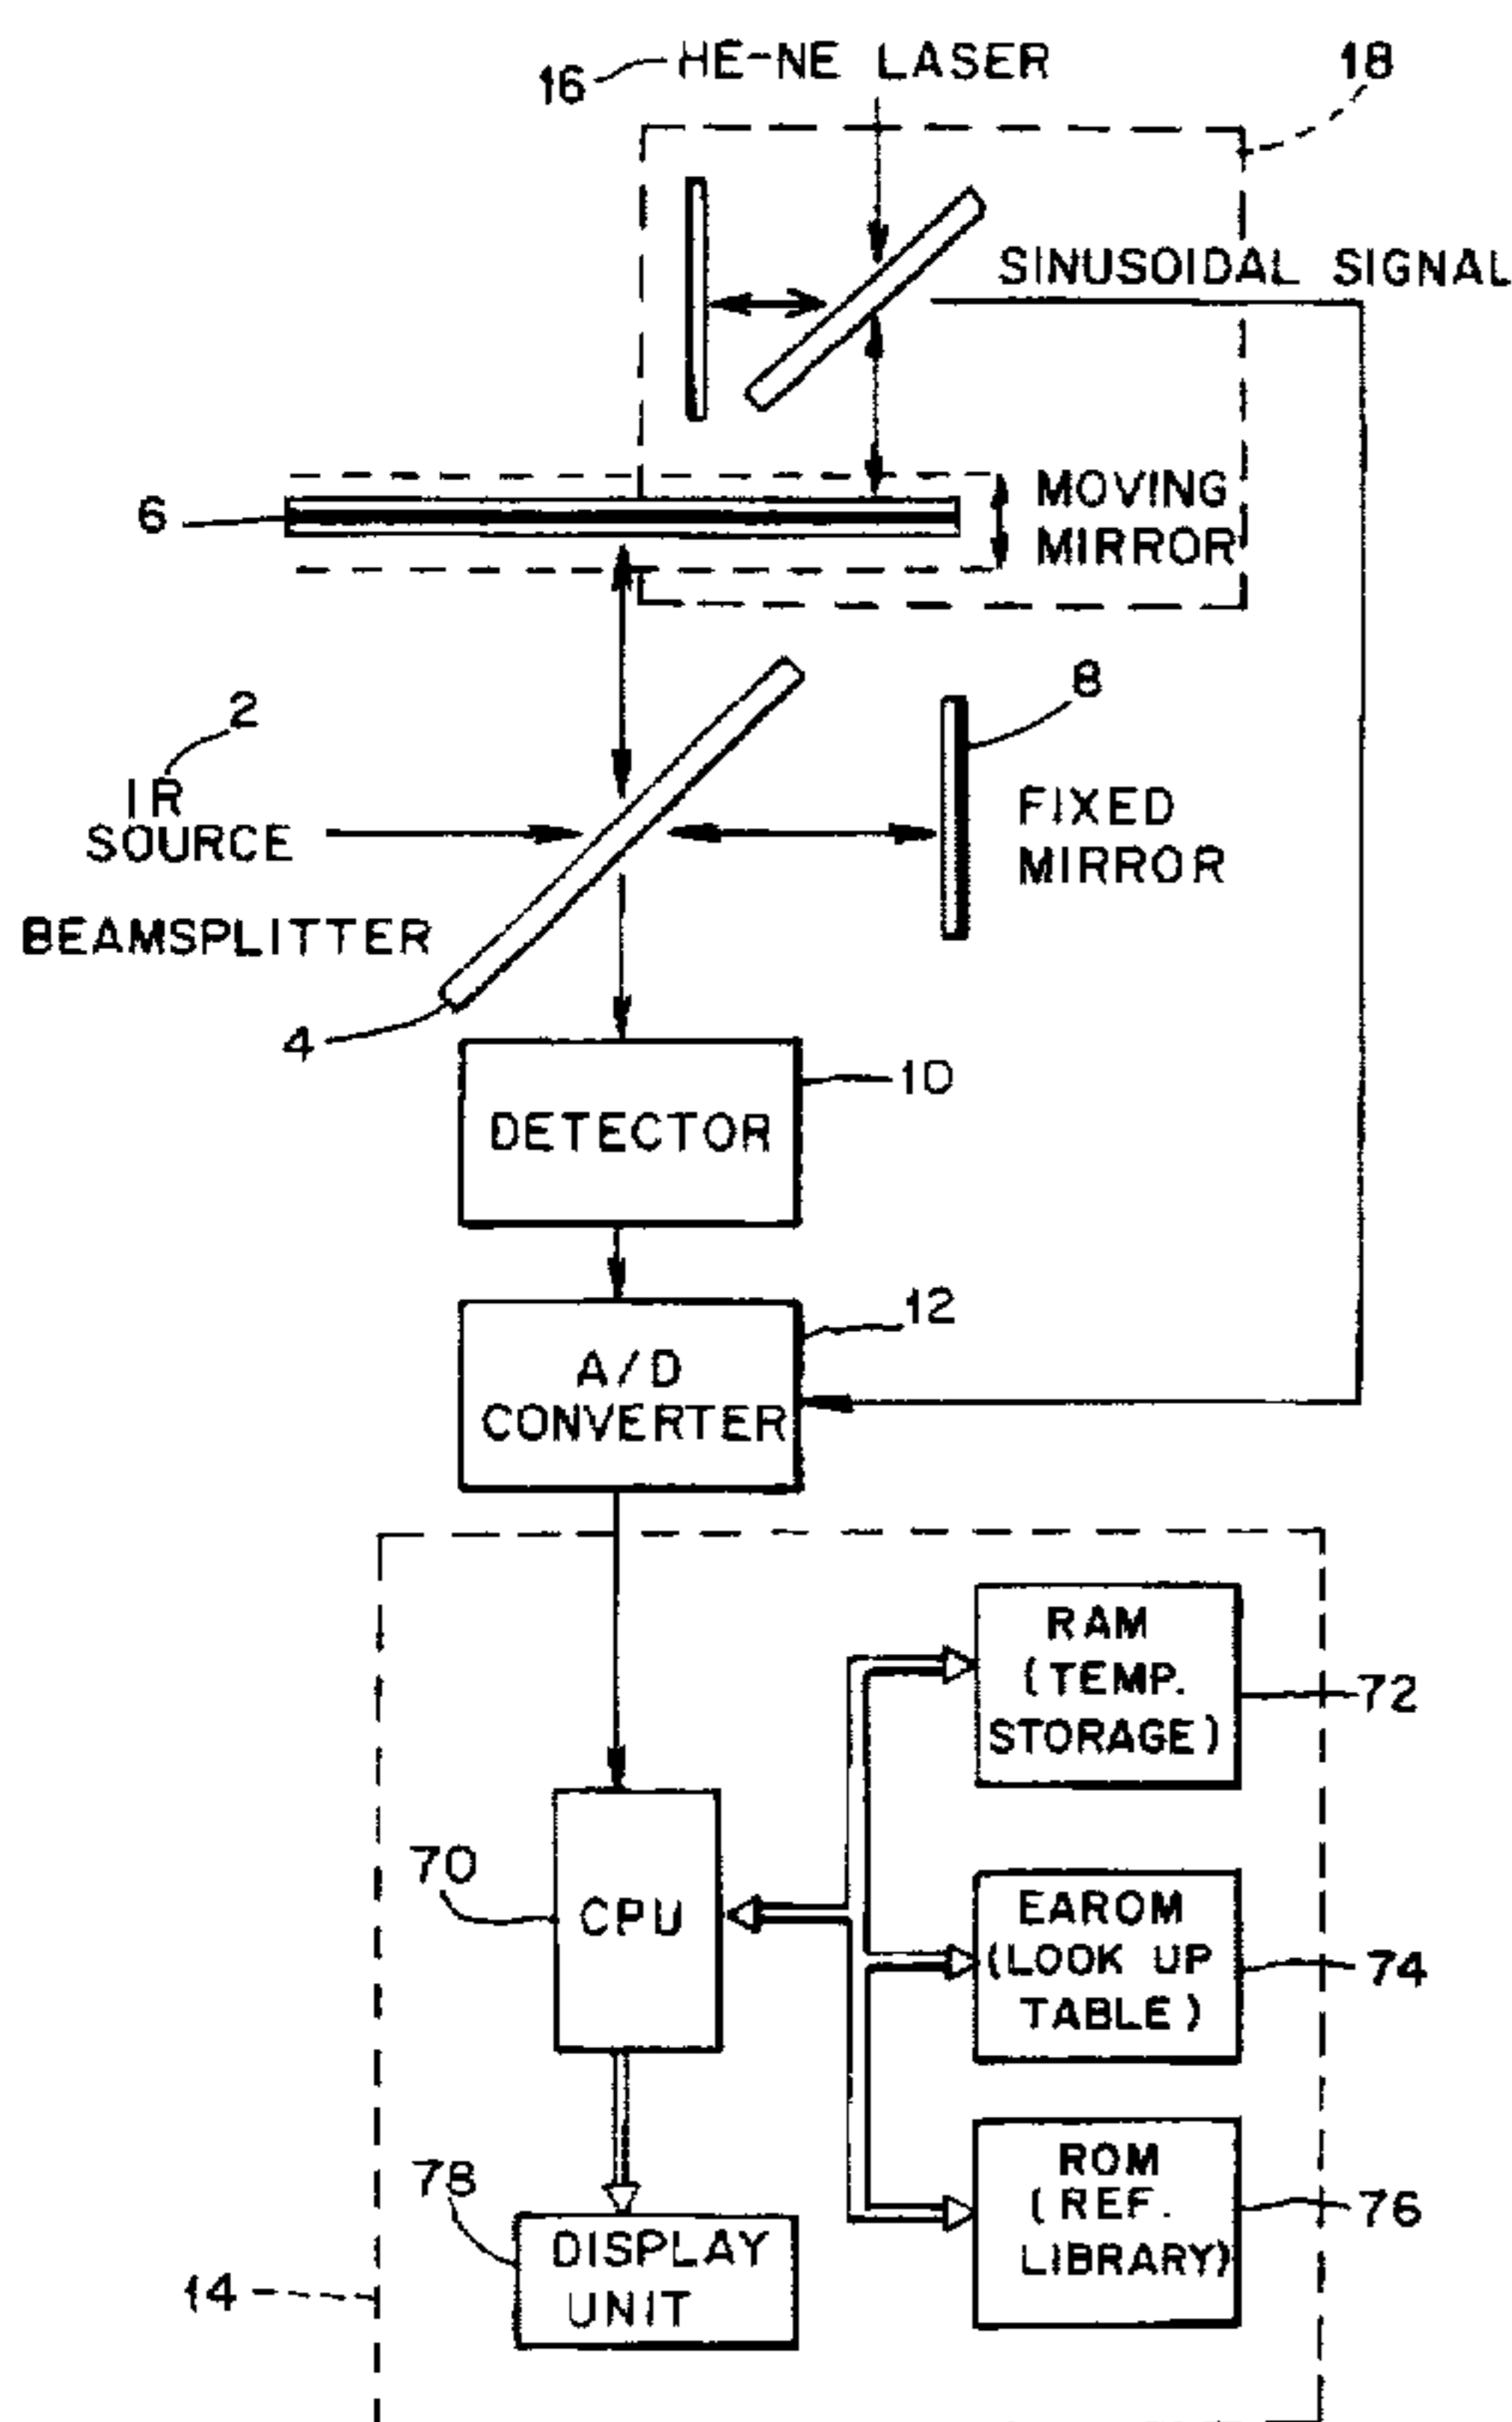 16
HE-NE LASER
18
SINUSOIDAL SIGNAL
6
MOVING
MIRROR
2
IR
SOURCE
8
FIXED
MIRROR
BEAMSPLITTER
4
DETECTOR
10
A/D
CONVERTER
12
RAM
(TEMP.
STORAGE)
72
70
CPU
EAROM
(LOOK UP
TABLE)
74
78
DISPLAY
UNIT
ROM
(REF.
LIBRARY)
76
14